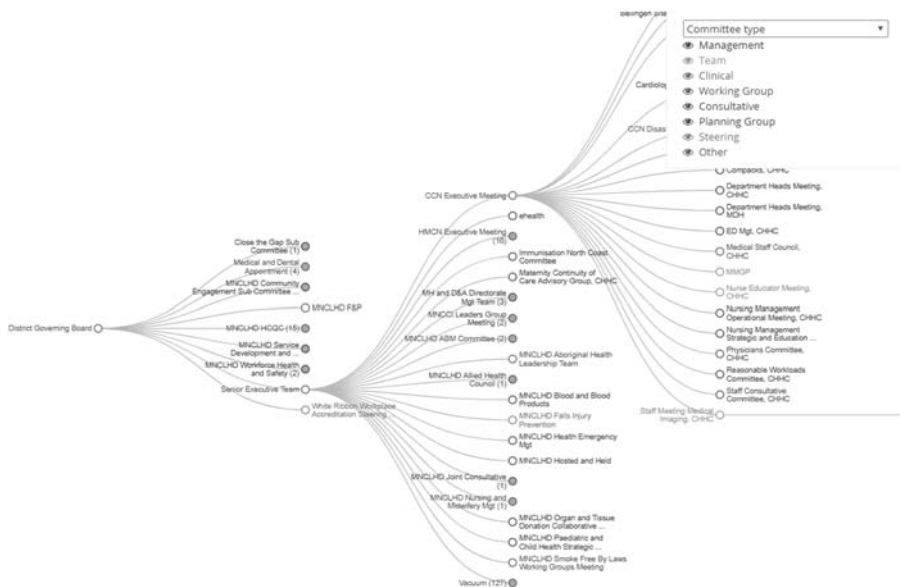 Committee type
Management
Team
Clinical
Working Group
Consultative
Planning Group
Steering
Other
District Governing Board
Close the Gap Sub
Committee (1)
Medical and Dental
Appointment (4)
MNCLHD Community
Engagement Sub Committee ...
MNCLHD F&P
MNCLHD HCQC (15)
MNCLHD Service
Development and ...
MNCLHD Workforce Health
and Safety (2)
Senior Executive Team
White Ribbon Workplace
Accreditation Steering ...
CCN Executive Meeting
ehealth
HMCN Executive Meeting
(16)
Immunisation North Coast
Committee
Maternity Continuity of
Care Advisory Group, CHHC
MH and D&A Directorate
Mgt Team (3)
MNCCI Leaders Group
Meeting (2)
MNCLHD ABM Committee (2)
MNCLHD Aboriginal Health
Leadership Team
MNCLHD Allied Health
Council (1)
MNCLHD Blood and Blood
Products
MNCLHD Falls Injury
Prevention
MNCLHD Health Emergency
Mgt
MNCLHD Hosted and Held
MNCLHD Joint Consultative
(1)
MNCLHD Nursing and
Midwifery Mgt (1)
MNCLHD Organ and Tissue
Donation Collaborative ...
MNCLHD Paediatric and
Child Health Strategic ...
MNCLHD Smoke Free By Laws
Working Groups Meeting
Vacuum (127)
Cardiolog
CCN Disas
Compacks, CHHC
Department Heads Meeting,
CHHC
Department Heads Meeting,
MDH
ED Mgt, CHHC
Medical Staff Council,
CHHC
MMGP
Nurse Educator Meeting,
CHHC
Nursing Management
Operational Meeting, CHHC
Nursing Management
Strategic and Education ...
Physicians Committee,
CHHC
Reasonable Workloads
Committee, CHHC
Staff Consultative
Committee, CHHC
Staff Meeting Medical
Imaging, CHHC